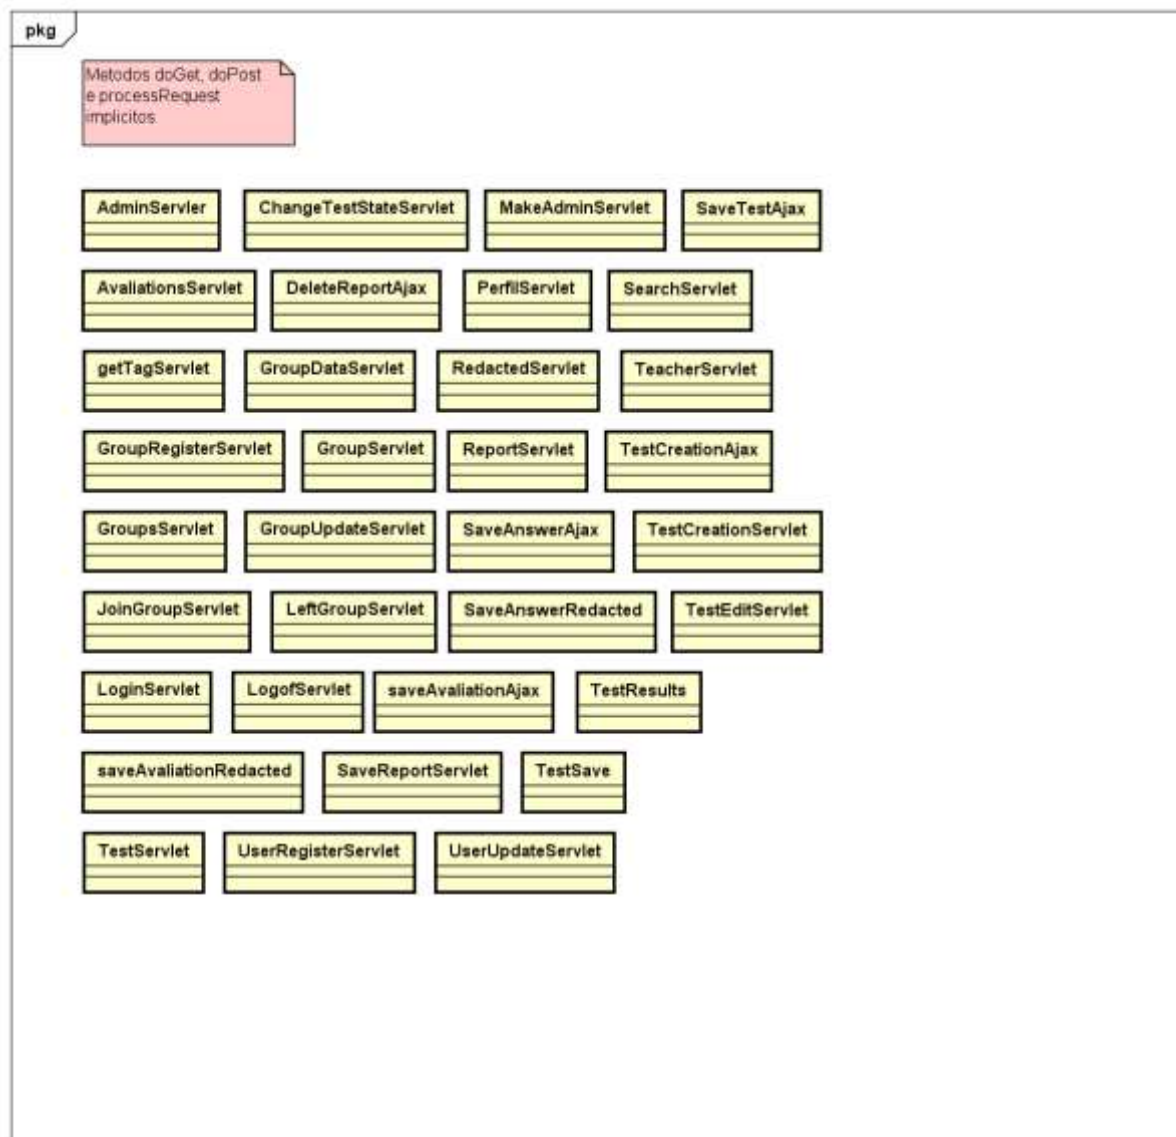 pkg
Metodos doGet, doPost
e processRequest
implicitos
AdminServler ChangeTestStateServlet MakeAdminServlet SaveTestAjax
AvaliationsServlet DeleteReportAjax PerfilServlet SearchServlet
getTagServlet GroupDataServlet RedactedServlet TeacherServlet
GroupRegisterServlet GroupServlet ReportServlet TestCreationAjax
GroupsServlet GroupUpdateServlet SaveAnswerAjax TestCreationServlet
JoinGroupServlet LeftGroupServlet SaveAnswerRedacted TestEditServlet
LoginServlet LogofServlet saveAvaliationAjax TestResults
saveAvaliationRedacted SaveReportServlet TestSave
TestServlet UserRegisterServlet UserUpdateServlet